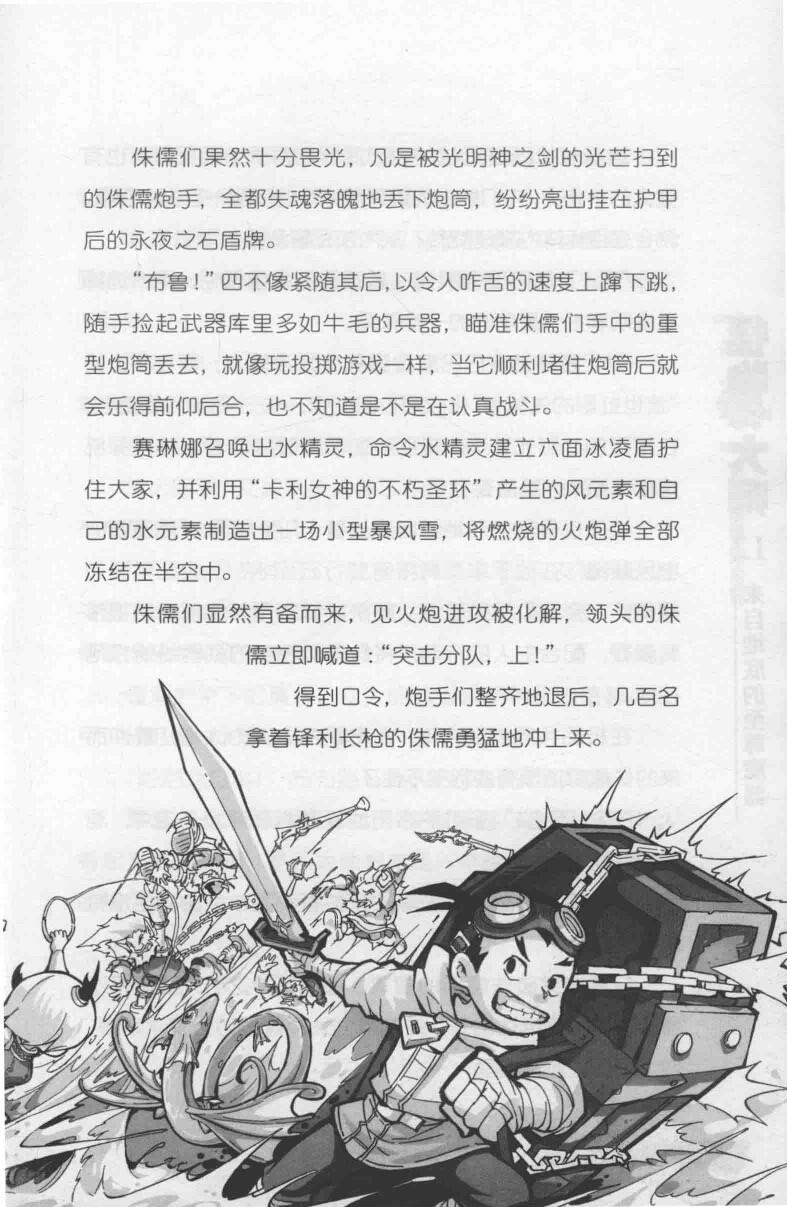 侏儒们果然十分畏光，凡是被光明神之剑的光芒扫到
的侏儒炮手，全都失魂落魄地丢下炮筒，纷纷亮出挂在护甲
后的永夜之石盾牌。
“布鲁！”四不像紧随其后，以令人咋舌的速度上蹿下跳，
随手捡起武器库里多如牛毛的兵器，瞄准侏儒们手中的重
型炮筒丢去，就像玩投掷游戏一样，当它顺利堵住炮筒后就
会乐得前仰后合，也不知道是不是在认真战斗。
赛琳娜召唤出水精灵，命令水精灵建立六面冰凌盾护
住大家，并利用“卡利女神的不朽圣环”产生的风元素和自
己的水元素制造出一场小型暴风雪，将燃烧的火炮弹全部
冻结在半空中。
侏儒们显然有备而来，见火炮进攻被化解，领头的侏
儒立即喊道：“突击分队，上！”
得到口令，炮手们整齐地退后，几百名
拿着锋利长枪的侏儒勇猛地冲上来。